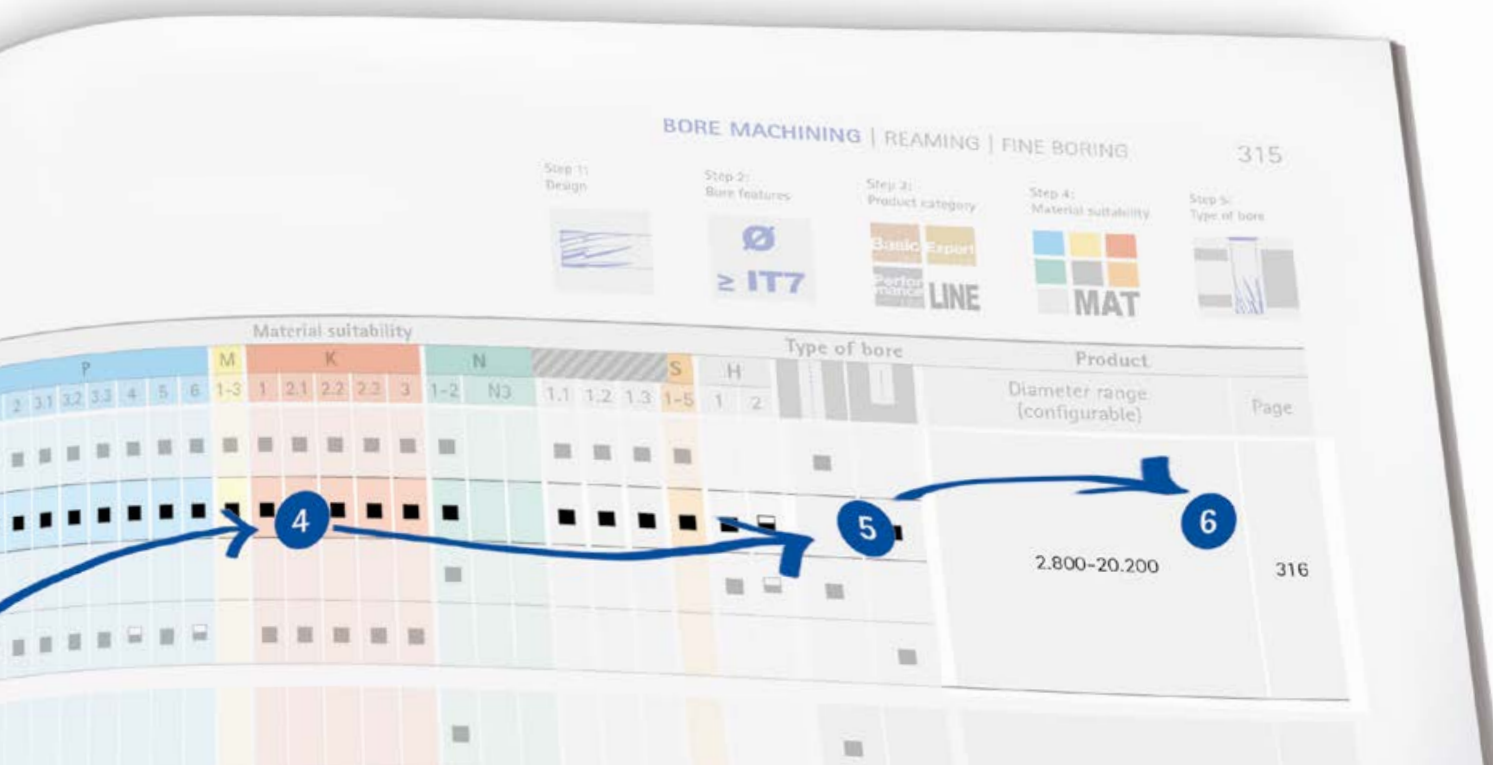 BORE MACHINING | REAMING | FINE BORING 315
Step 1:
Design
Step 2:
Bore features
Step 3:
Product category
Step 4:
Material suitability
Step 5:
Type of bore
Ø
≥ IT7
Basic Expert
Perfor
mance LINE
MAT
Material suitability Type of bore Product
P M K N S H
2 3.1 3.2 3.3 4 5 6 1-3 1 2.1 2.2 2.3 3 1-2 N3 1.1 1.2 1.3 1-5 1 2
Diameter range
(configurable)
Page
4 5 6
2.800-20.200 316